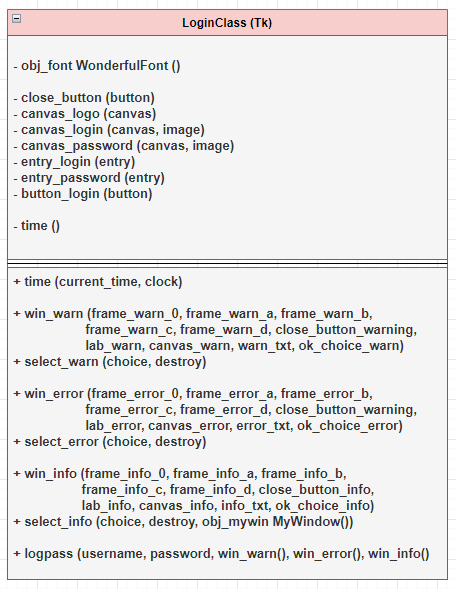 LoginClass (Tk)
- obj_font WonderfulFont ()
- close_button (button)
- canvas_logo (canvas)
- canvas_login (canvas, image)
- canvas_password (canvas, image)
- entry_login (entry)
- entry_password (entry)
- button_login (button)
- time ()
+ time (current_time, clock)
+ win_warn (frame_warn_0, frame_warn_a, frame_warn_b,
frame_warn_c, frame_warn_d, close_button_warning,
lab_warn, canvas_warn, warn_txt, ok_choice_warn)
+ select_warn (choice, destroy)
+ win_error (frame_error_0, frame_error_a, frame_error_b,
frame_error_c, frame_error_d, close_button_warning,
lab_error, canvas_error, error_txt, ok_choice_error)
+ select_error (choice, destroy)
+ win_info (frame_info_0, frame_info_a, frame_info_b,
frame_info_c, frame_info_d, close_button_info,
lab_info, canvas_info, info_txt, ok_choice_info)
+ select_info (choice, destroy, obj_mywin MyWindow())
+ logpass (username, password, win_warn(), win_error(), win_info()